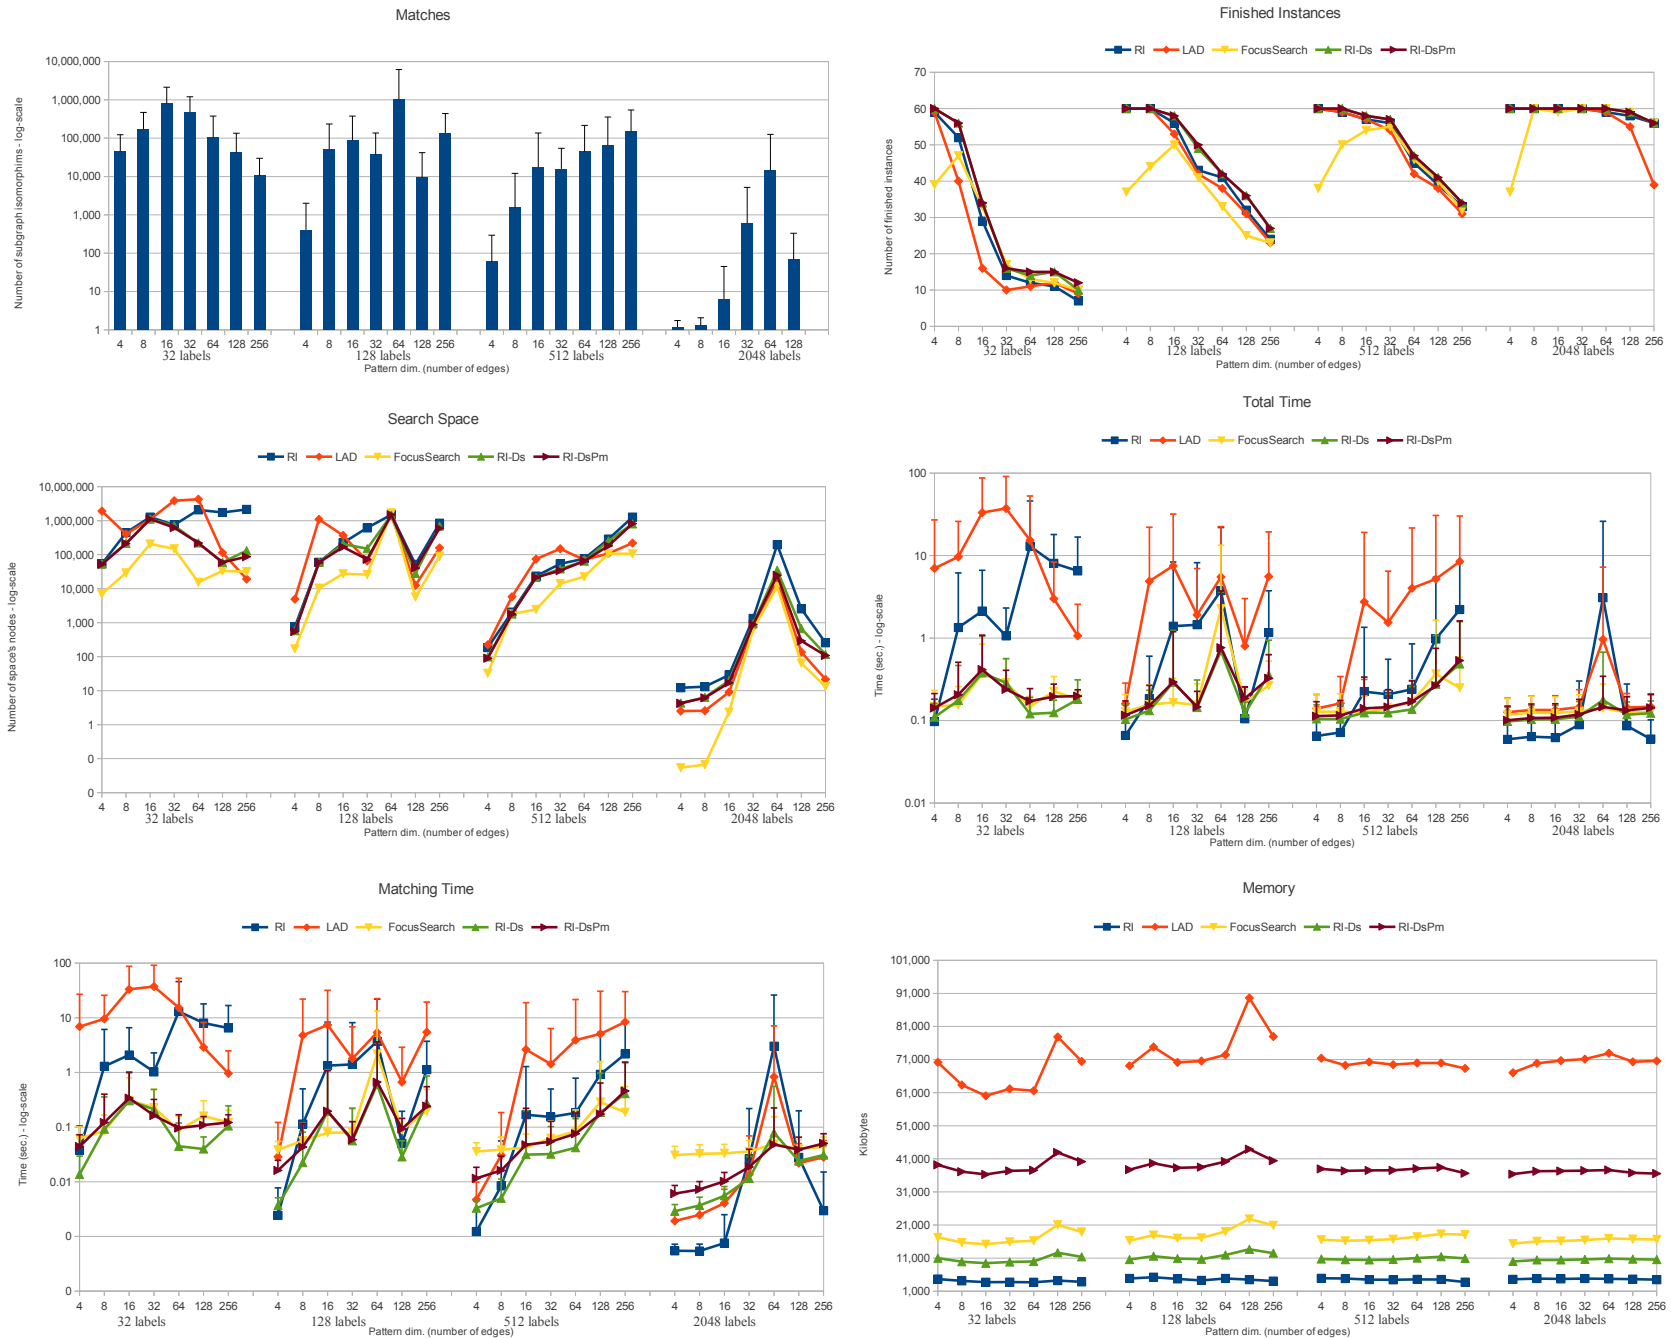 Matches
Number of subgraph isomorphims - log-scale
10,000,000
1,000,000
100,000
10,000
1,000
100
10
1
4 8 16 32 64 128 256 4 8 16 32 64 128 256 4 8 16 32 64 128 256 4 8 16 32 64 128 256
32 labels 128 labels 512 labels 2048 labels
Pattern dim. (number of edges)
Finished Instances
RI LAD FocusSearch RI-Ds RI-DsPm
Number of finished instances
70
60
50
40
30
20
10
0
4 8 16 32 64 128 256 4 8 16 32 64 128 256 4 8 16 32 64 128 256 4 8 16 32 64 128 256
32 labels 128 labels 512 labels 2048 labels
Pattern dim. (number of edges)
Search Space
RI LAD FocusSearch RI-Ds RI-DsPm
Number of space's nodes - log-scale
10,000,000
1,000,000
100,000
10,000
1,000
100
10
1
0
0
4 8 16 32 64 128 256 4 8 16 32 64 128 256 4 8 16 32 64 128 256 4 8 16 32 64 128 256
32 labels 128 labels 512 labels 2048 labels
Pattern dim. (number of edges)
Total Time
RI LAD FocusSearch RI-Ds RI-DsPm
Time (sec.) - log-scale
100
10
1
0.1
0.01
4 8 16 32 64 128 256 4 8 16 32 64 128 256 4 8 16 32 64 128 256 4 8 16 32 64 128 256
32 labels 128 labels 512 labels 2048 labels
Pattern dim. (number of edges)
Matching Time
RI LAD FocusSearch RI-Ds RI-DsPm
Time (sec.) - log-scale
100
10
1
0.1
0.01
0
0
4 8 16 32 64 128 256 4 8 16 32 64 128 256 4 8 16 32 64 128 256 4 8 16 32 64 128 256
32 labels 128 labels 512 labels 2048 labels
Pattern dim. (number of edges)
Memory
RI LAD FocusSearch RI-Ds RI-DsPm
Kilobytes
101,000
91,000
81,000
71,000
61,000
51,000
41,000
31,000
21,000
11,000
1,000
4 8 16 32 64 128 256 4 8 16 32 64 128 256 4 8 16 32 64 128 256 4 8 16 32 64 128 256
32 labels 128 labels 512 labels 2048 labels
Pattern dim. (number of edges)